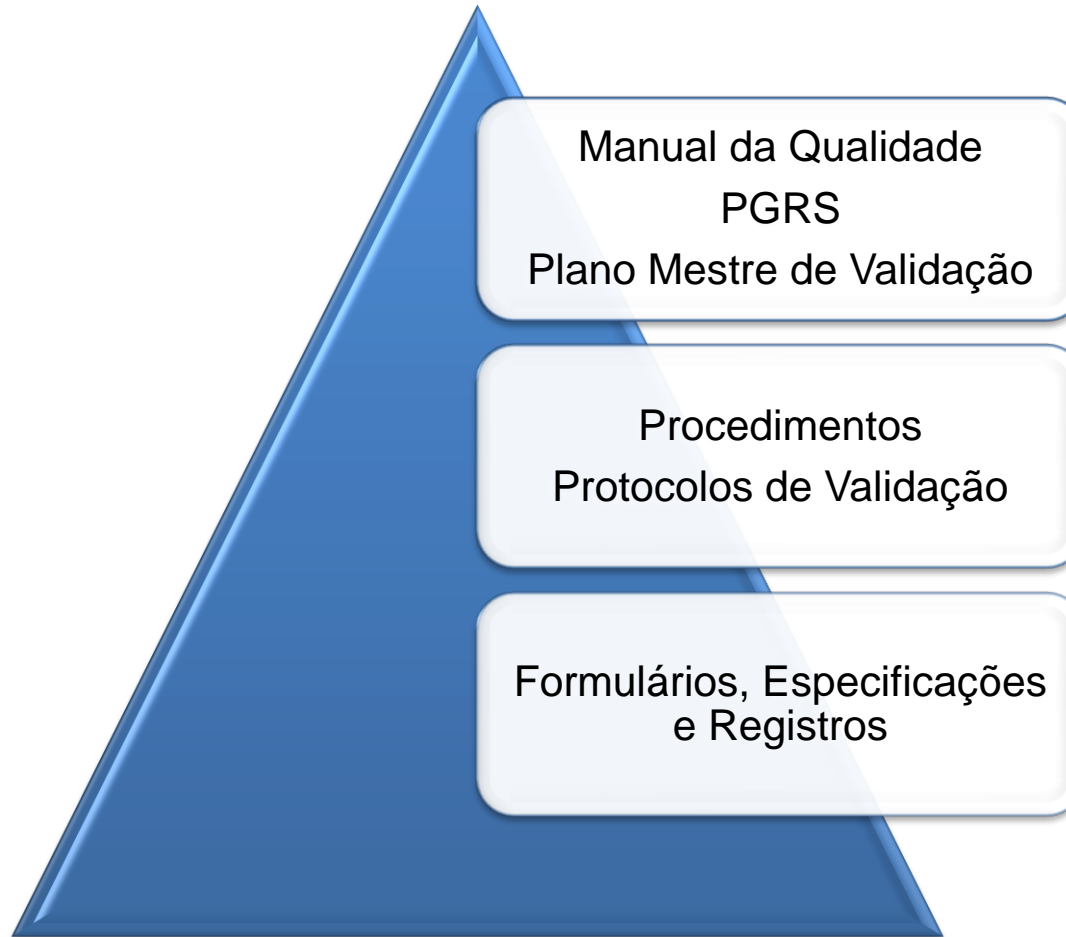 Manual da Qualidade
PGRS
Plano Mestre de Validação
Procedimentos
Protocolos de Validação
Formulários, Especificações
e Registros